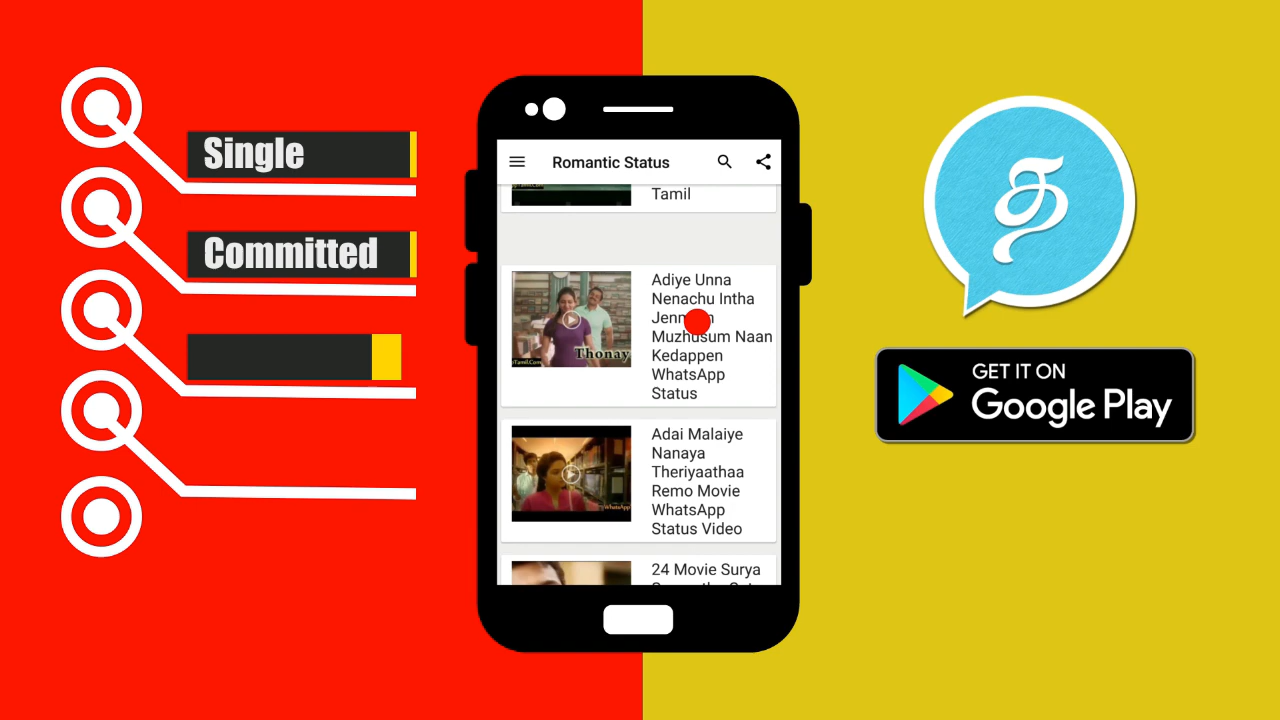 Single
Committed
Romantic Status
Tamil
Adiye Unna
Nenachu Intha
Muzhusum Naan
Kedappen
WhatsApp
Status
Thonay
Adai Malaiye
Nanaya
Theriyaathaa
Remo Movie
WhatsApp
Status Video
WhatsApp
24 Movie Surya
த
GET IT ON
Google Play